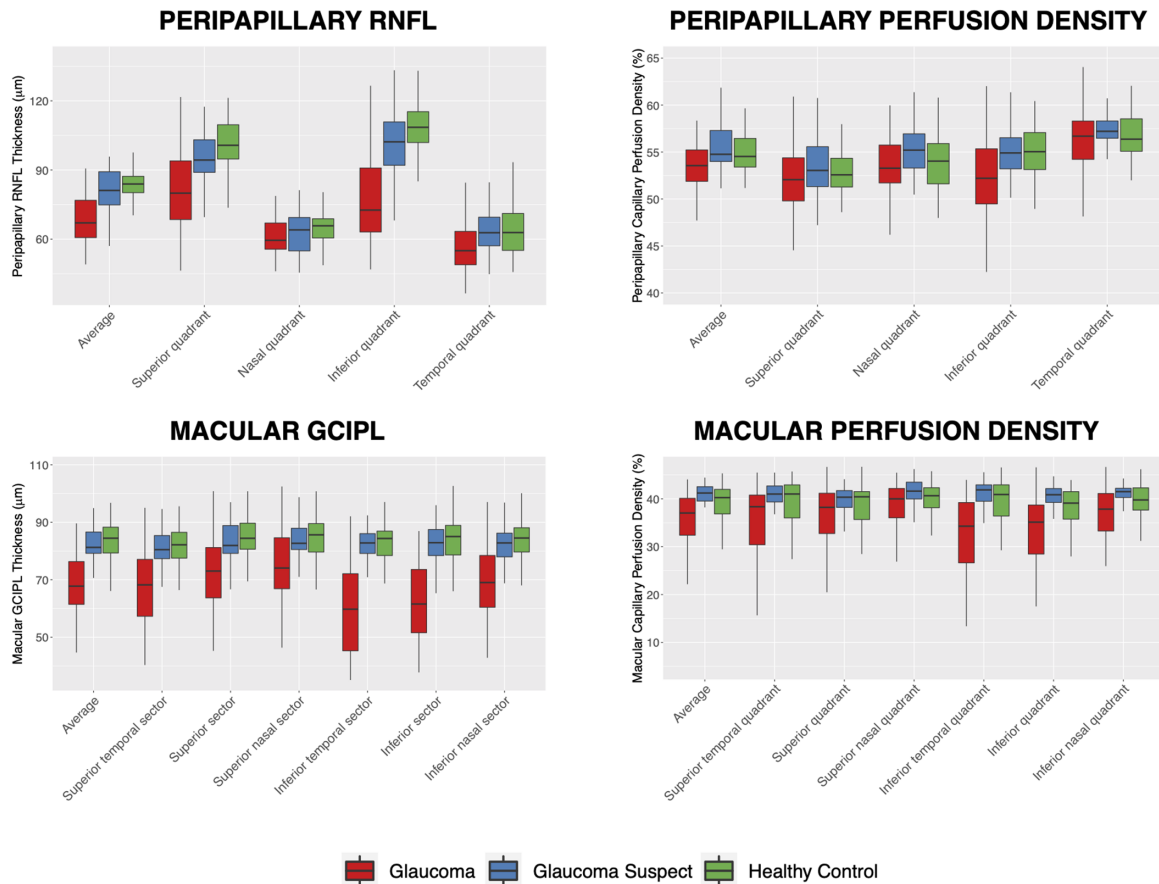 PERIPAPILLARY RNFL
Peripapillary RNFL Thickness (μm)
120
90
60
Average
Superior quadrant
Nasal quadrant
Inferior quadrant
Temporal quadrant
PERIPAPILLARY PERFUSION DENSITY
Peripapillary Capillary Perfusion Density (%)
65
60
55
50
45
40
Average
Superior quadrant
Nasal quadrant
Inferior quadrant
Temporal quadrant
MACULAR GCIPL
Macular GCIPL Thickness (μm)
110
90
70
50
Average
Superior temporal sector
Superior sector
Superior nasal sector
Inferior temporal sector
Inferior sector
Inferior nasal sector
MACULAR PERFUSION DENSITY
Macular Capillary Perfusion Density (%)
40
30
20
10
Average
Superior temporal quadrant
Superior quadrant
Superior nasal quadrant
Inferior temporal quadrant
Inferior quadrant
Inferior nasal quadrant
Glaucoma Glaucoma Suspect Healthy Control